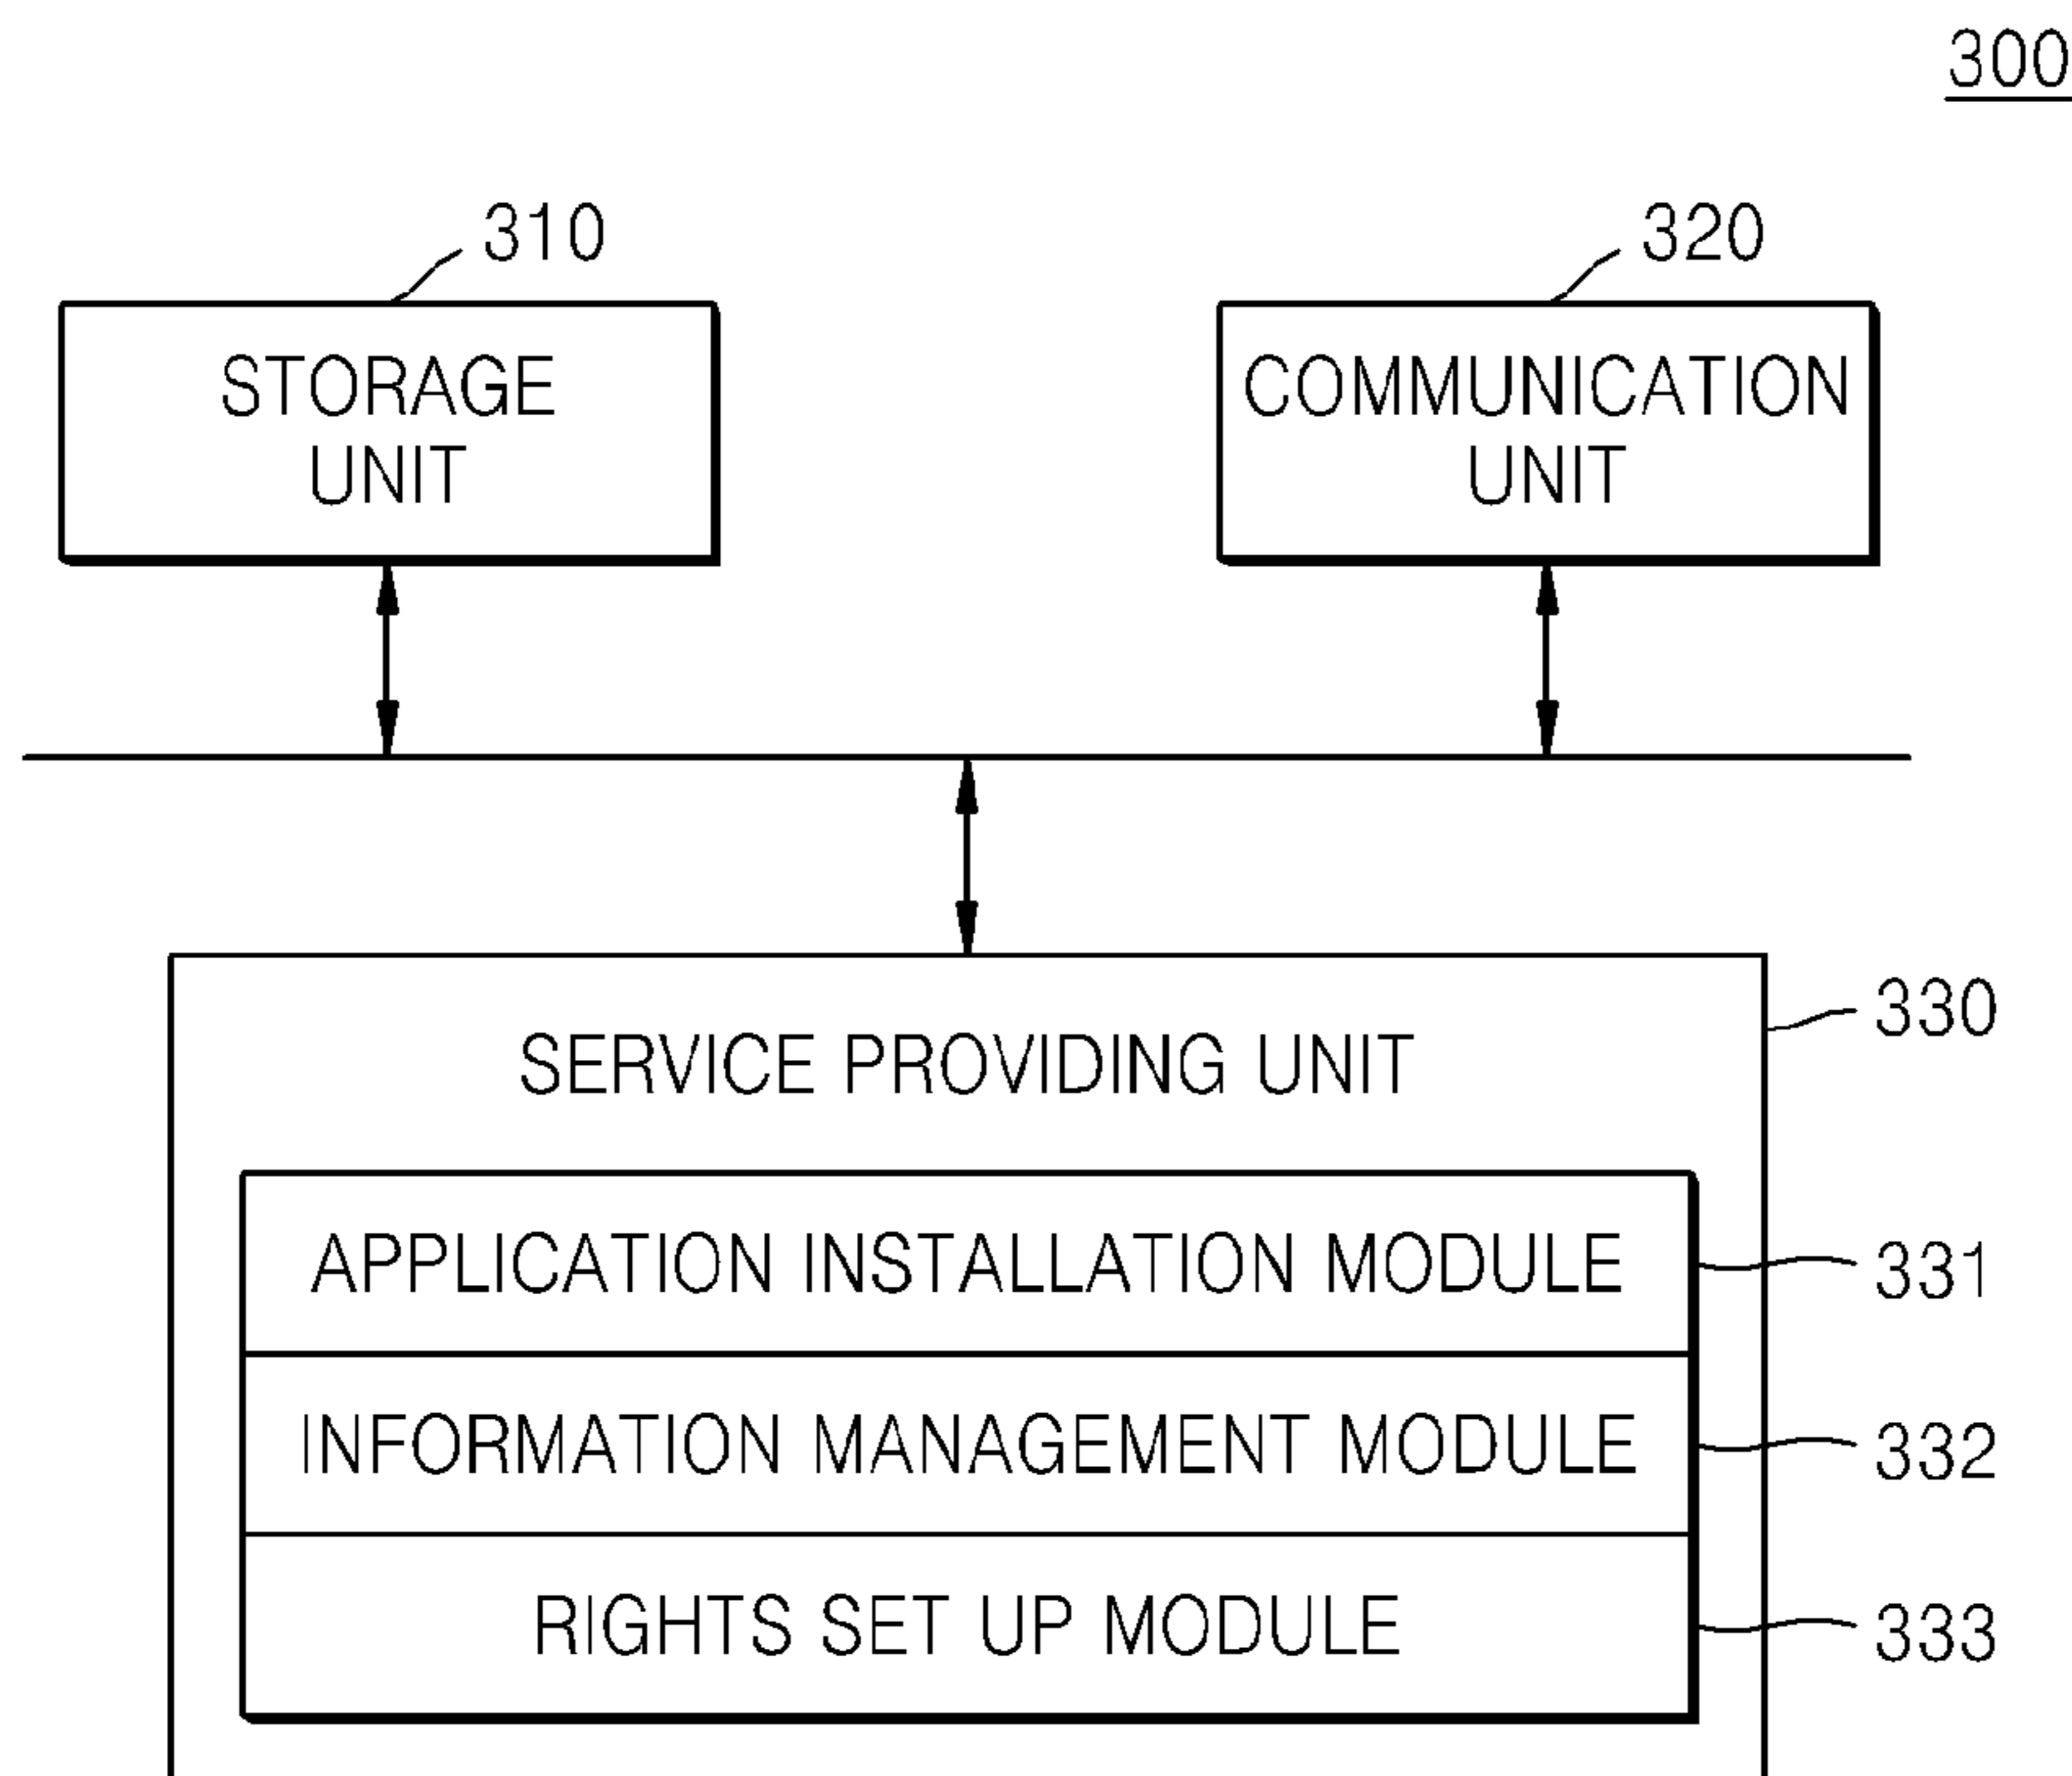 300
310
320
STORAGE
UNIT
COMMUNICATION
UNIT
330
SERVICE PROVIDING UNIT
APPLICATION INSTALLATION MODULE
331
INFORMATION MANAGEMENT MODULE
332
RIGHTS SET UP MODULE
333